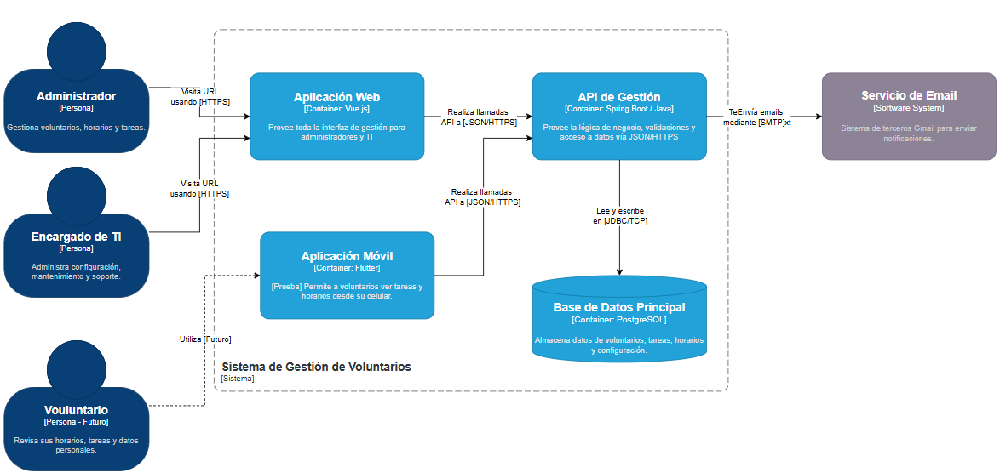 Administrador
[Persona]
Gestiona voluntarios, horarios y tareas.
Visita URL
usando [HTTPS]
Aplicación Web
[Container: Vue.js]
Provee toda la interfaz de gestión para
administradores y TI
Realiza llamadas
API a [JSON/HTTPS]
API de Gestión
[Container: Spring Boot / Java]
Provee la lógica de negocio, validaciones y
acceso a datos vía JSON/HTTPS
TeEnvía emails
mediante [SMTP]xt
Servicio de Email
[Software System]
Sistema de terceros Gmail para enviar
notificaciones.
Encargado de TI
[Persona]
Administra configuración,
mantenimiento y soporte.
Visita URL
usando [HTTPS]
Realiza llamadas
API a [JSON/HTTPS]
Lee y escribe
en [JDBC/TCP]
Aplicación Móvil
[Container: Flutter]
[Prueba] Permite a voluntarios ver tareas y
horarios desde su celular.
Base de Datos Principal
[Container: PostgreSQL]
Almacena datos de voluntarios, tareas, horarios
y configuración.
Utiliza [Futuro]
Sistema de Gestión de Voluntarios
[Sistema]
Vouluntario
[Persona - Futuro]
Revisa sus horarios, tareas y datos
personales.